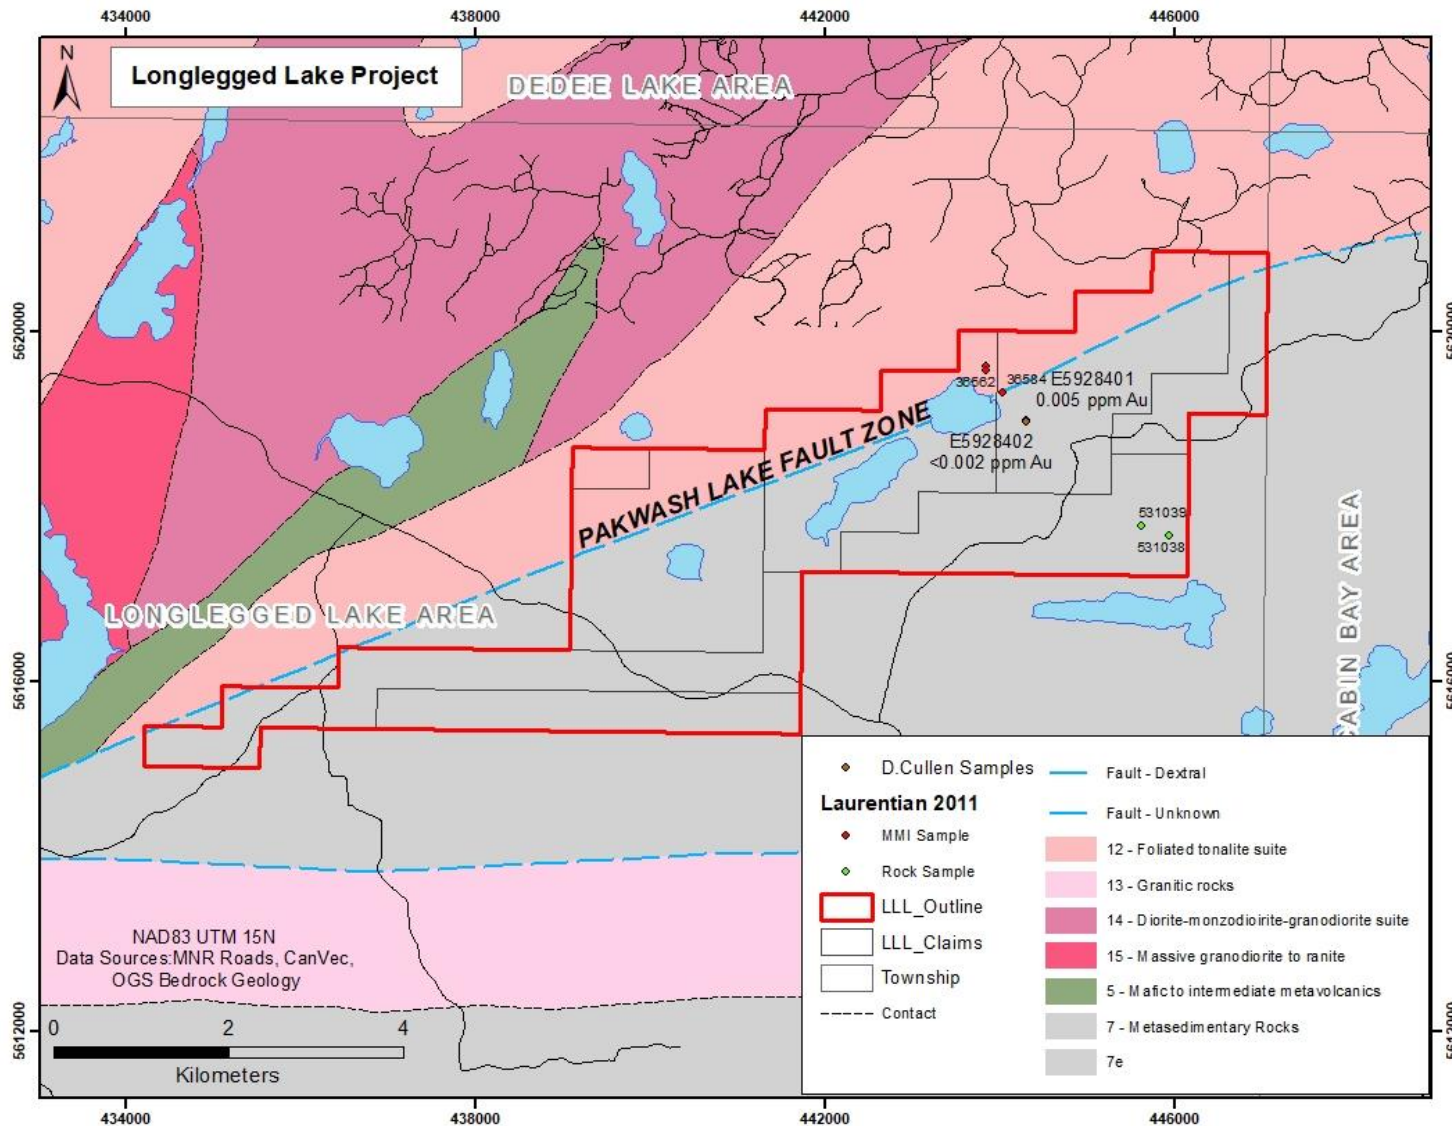 434000 438000 442000 446000
N
Longlegged Lake Project
DEDEE LAKE AREA
5620000
5620000
36562
36584
E5928401
0.005 ppm Au
PAKWASH LAKE FAULT ZONE
E5928402
<0.002 ppm Au
531039
531038
LONGLEGGED LAKE AREA
CABIN BAY AREA
5616000
5616000
D.Cullen Samples
Laurentian 2011
MMI Sample
Rock Sample
LLL_Outline
LLL_Claims
Township
Contact
Fault - Dextral
Fault - Unknown
12 - Foliated tonalite suite
13 - Granitic rocks
14 - Diorite-monzodioirite-granodiorite suite
15 - Massive granodiorite to ranite
5 - Mafic to intermediate metavolcanics
7 - Metasedimentary Rocks
7e
NAD83 UTM 15N
Data Sources:MNR Roads, CanVec,
OGS Bedrock Geology
5612000
5612000
0 2 4
Kilometers
434000 438000 442000 446000